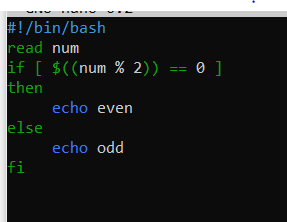 #!/bin/bash
read num
if [ $((num % 2)) == 0 ]
then
echo even
else
echo odd
fi